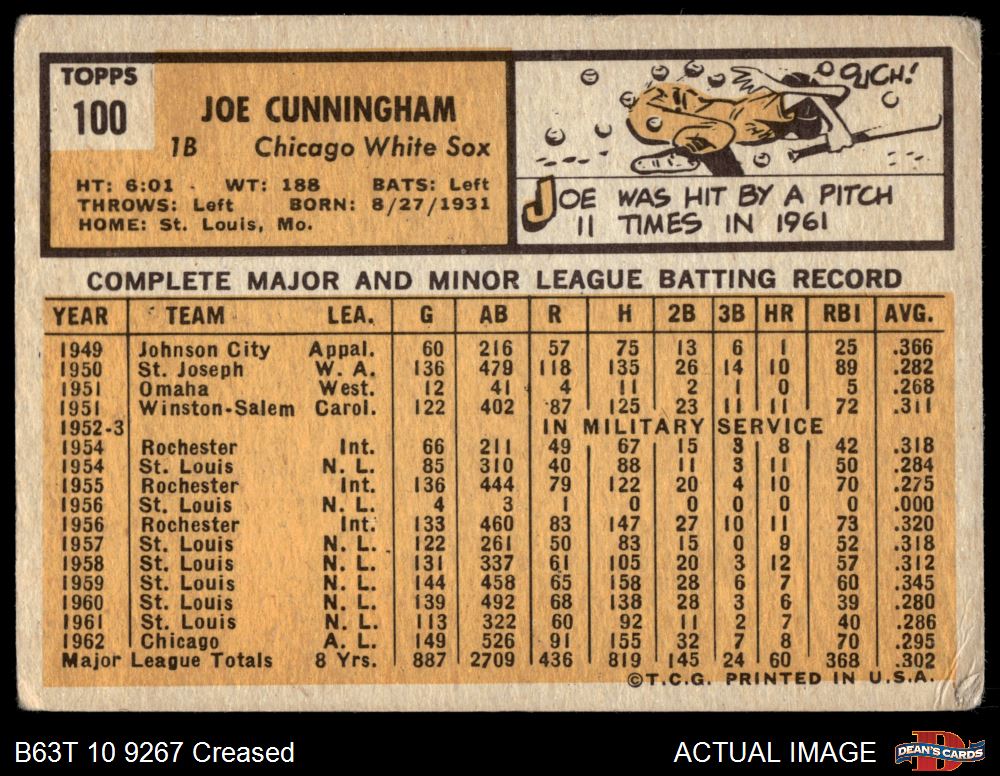 TOPPS
100
JOE CUNNINGHAM
1B Chicago White Sox
HT: 6:01 WT: 188 BATS: Left
THROWS: Left BORN: 8/27/1931
HOME: St. Louis, Mo.
OUCH!
JOE WAS HIT BY A PITCH
11 TIMES IN 1961
COMPLETE MAJOR AND MINOR LEAGUE BATTING RECORD
YEAR TEAM LEA. G AB R H 2B 3B HR RBI AVG.
1949 Johnson City Appal. 60 216 57 75 13 6 1 25 .366
1950 St. Joseph W. A. 136 479 118 135 26 14 10 89 .282
1951 Omaha West. 12 41 4 11 2 1 0 5 .268
1951 Winston-Salem Carol. 122 402 87 125 23 11 11 72 .311
1952-3 IN MILITARY SERVICE
1954 Rochester Int. 66 211 49 67 15 3 8 42 .318
1954 St. Louis N. L. 85 310 40 88 11 3 11 50 .284
1955 Rochester Int. 136 444 79 122 20 4 10 70 .275
1956 St. Louis N. L. 4 3 1 0 0 0 0 0 .000
1956 Rochester Int. 133 460 83 147 27 10 11 73 .320
1957 St. Louis N. L. 122 261 50 83 15 0 9 52 .318
1958 St. Louis N. L. 131 337 61 105 20 3 12 57 .312
1959 St. Louis N. L. 144 458 65 158 28 6 7 60 .345
1960 St. Louis N. L. 139 492 68 138 28 3 6 39 .280
1961 St. Louis N. L. 113 322 60 92 11 2 7 40 .286
1962 Chicago A. L. 149 526 91 155 32 7 8 70 .295
Major League Totals 8 Yrs. 887 2709 436 819 145 24 60 368 .302
©T.C.G. PRINTED IN U.S.A.
B63T 10 9267 Creased ACTUAL IMAGE
D
DEAN'S CARDS